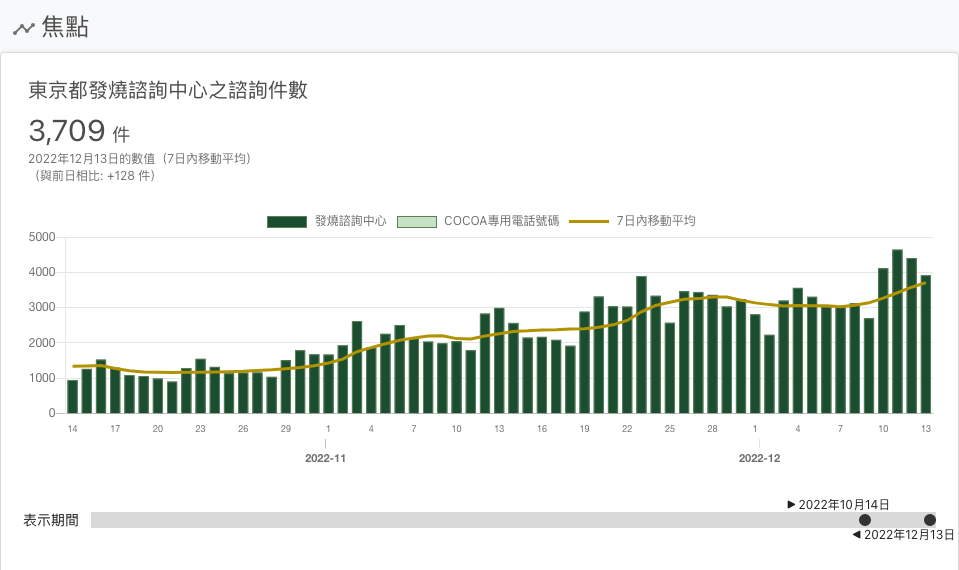 焦點
東京都發燒諮詢中心之諮詢件數
3,709 件
2022年12月13日的數值（7日內移動平均）
（與前日相比: +128 件）
發燒諮詢中心 COCOA專用電話號碼 7日內移動平均
5000
4000
3000
2000
1000
0
14 17 20 23 26 29 1 4 7 10 13 16 19 22 25 28 1 4 7 10 13
2022-11 2022-12
▶ 2022年10月14日
表示期間
◀ 2022年12月13日